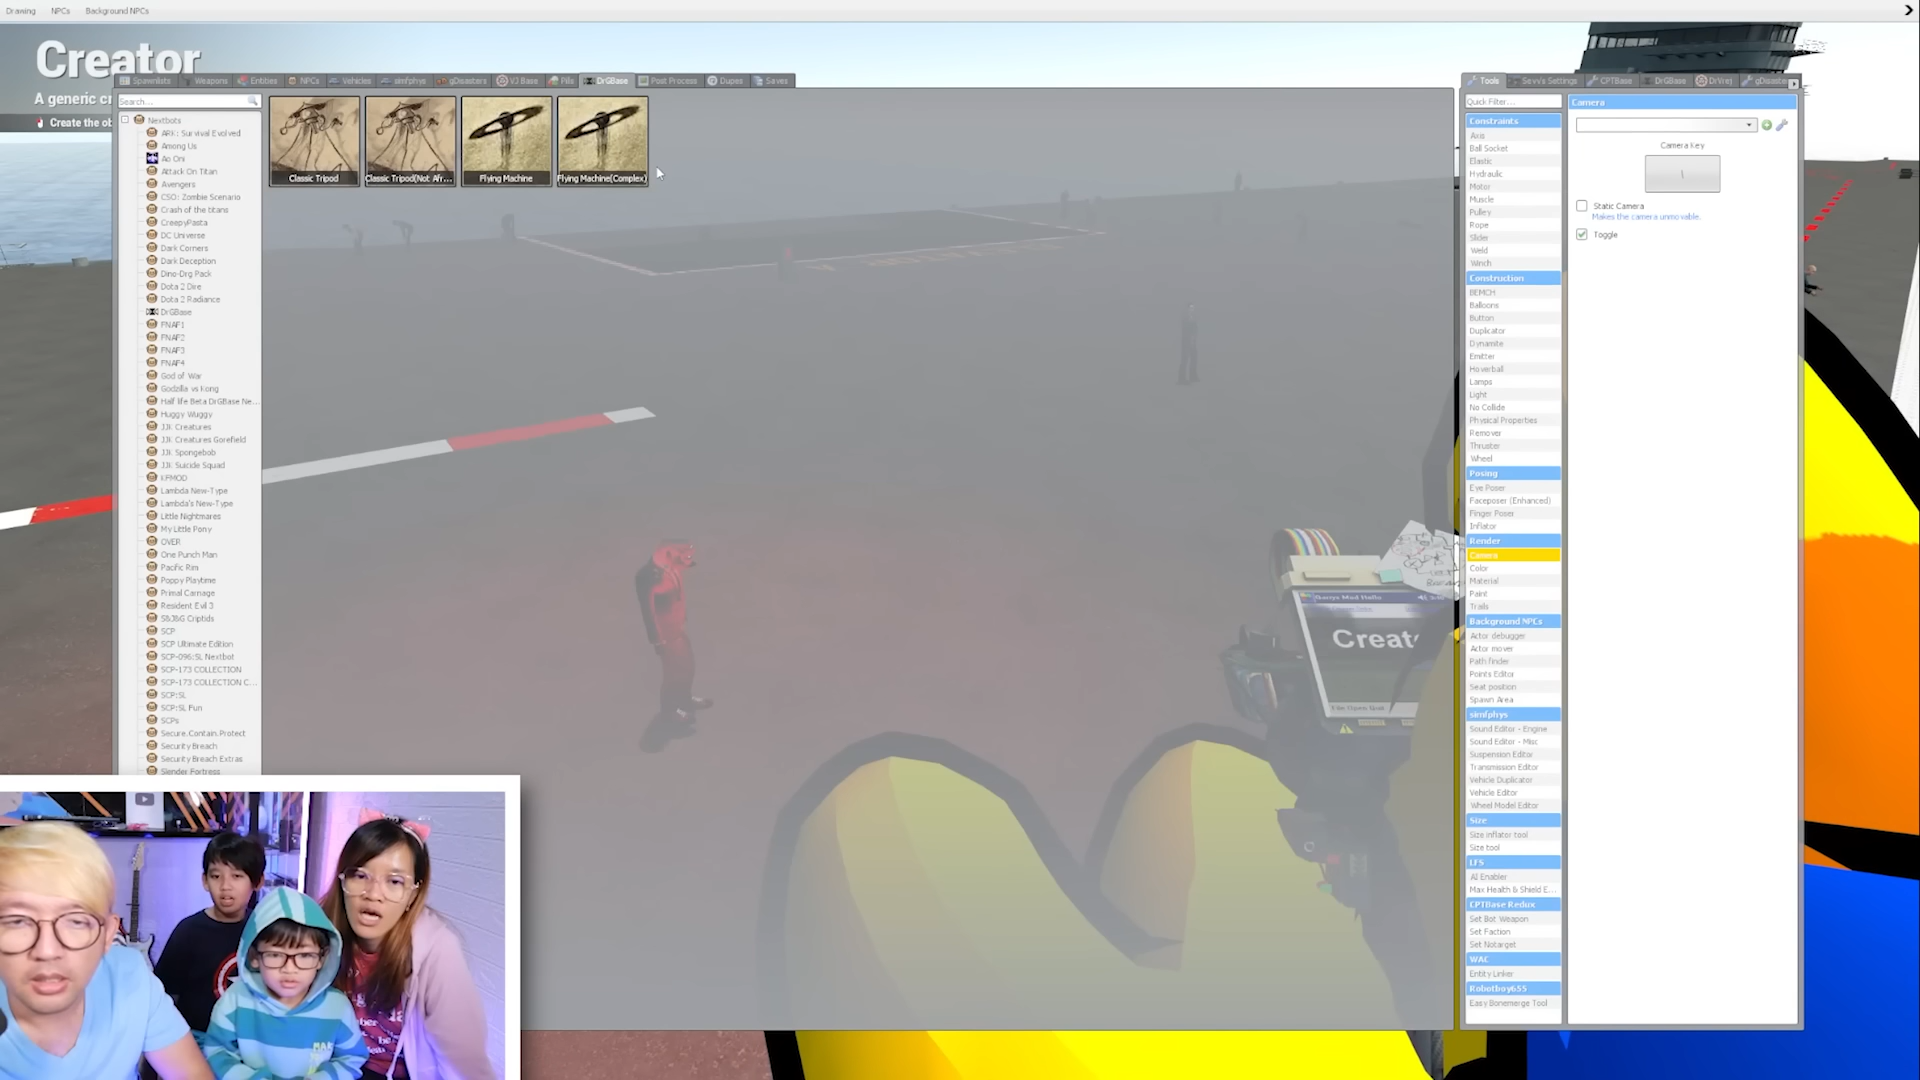 Drawing NPCs Background NPCs
Creator
A generic cr
Create the ob
Spawnlists Weapons Entities NPCs Vehicles simfphys gDisasters VJ Base Pills DrGBase Post Process Dupes Saves
Search...
Nextbots
ARK: Survival Evolved
Among Us
Ao Oni
Attack On Titan
Avengers
CSO: Zombie Scenario
Crash of the titans
CreepyPasta
DC Universe
Dark Corners
Dark Deception
Dino-Drg Pack
Dota 2 Dire
Dota 2 Radiance
DrGBase
FNAF1
FNAF2
FNAF3
FNAF4
God of War
Godzilla vs Kong
Half life Beta DrGBase Ne...
Huggy Wuggy
JJK Creatures
JJK Creatures Gorefield
JJK Spongebob
JJK Suicide Squad
KFMOD
Lambda New-Type
Lambda's New-Type
Little Nightmares
My Little Pony
OVER
One Punch Man
Pacific Rim
Poppy Playtime
Primal Carnage
Resident Evil 3
S&J&G Criptids
SCP
SCP Ultimate Edition
SCP-096:SL Nextbot
SCP-173 COLLECTION
SCP-173 COLLECTION C...
SCP:SL
SCP:SL Fun
SCPs
Secure.Contain.Protect
Security Breach
Security Breach Extras
Slender Fortress
Classic Tripod
Classic Tripod(Not Afr...
Flying Machine
Flying Machine(Complex)
Creat
Tools Sevv's Settings CPTBase DrGBase DrVrej gDisaste
Quick Filter...
Constraints
Axis
Ball Socket
Elastic
Hydraulic
Motor
Muscle
Pulley
Rope
Slider
Weld
Winch
Construction
BEMCH
Balloons
Button
Duplicator
Dynamite
Emitter
Hoverball
Lamps
Light
No Collide
Physical Properties
Remover
Thruster
Wheel
Posing
Eye Poser
Faceposer (Enhanced)
Finger Poser
Inflator
Render
Camera
Color
Material
Paint
Trails
Background NPCs
Actor debugger
Actor mover
Path finder
Points Editor
Seat position
Spawn Area
simfphys
Sound Editor - Engine
Sound Editor - Misc
Suspension Editor
Transmission Editor
Vehicle Duplicator
Vehicle Editor
Wheel Model Editor
Size
Size inflator tool
Size tool
LFS
AI Enabler
Max Health & Shield E...
CPTBase Redux
Set Bot Weapon
Set Faction
Set Notarget
WAC
Entity Linker
Robotboy655
Easy Bonemerge Tool
Camera
Camera Key
\
Static Camera
Makes the camera unmovable.
Toggle